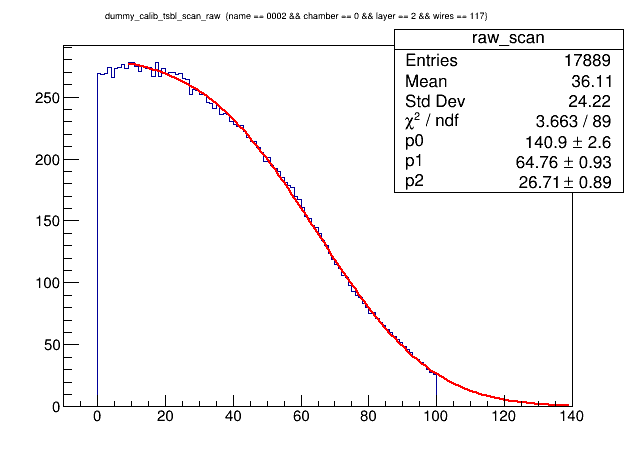 dummy_calib_tsbl_scan_raw (name == 0002 && chamber == 0 && layer == 2 && wires == 117)
raw_scan
Entries 17889
Mean 36.11
Std Dev 24.22
χ² / ndf 3.663 / 89
p0 140.9 ± 2.6
p1 64.76 ± 0.93
p2 26.71 ± 0.89
250
200
150
100
50
0
0 20 40 60 80 100 120 140